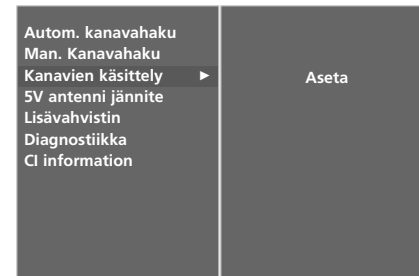 Autom. kanavahaku
Man. Kanavahaku
Kanavien käsittely ►
Aseta
5V antenni jännite
Lisävahvistin
Diagnostiikka
CI information